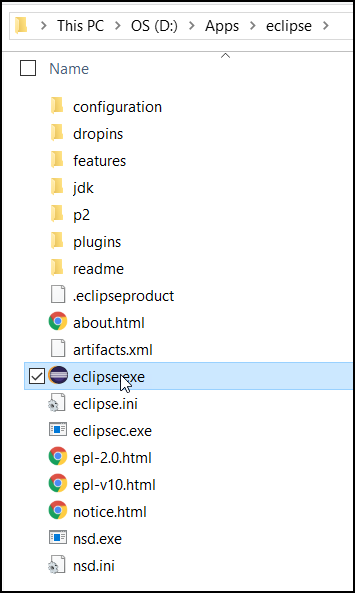 This PC > OS (D:) > Apps > eclipse >
Name
configuration
dropins
features
jdk
p2
plugins
readme
.eclipseproduct
about.html
artifacts.xml
eclipse.exe
eclipse.ini
eclipsec.exe
epl-2.0.html
epl-v10.html
notice.html
nsd.exe
nsd.ini